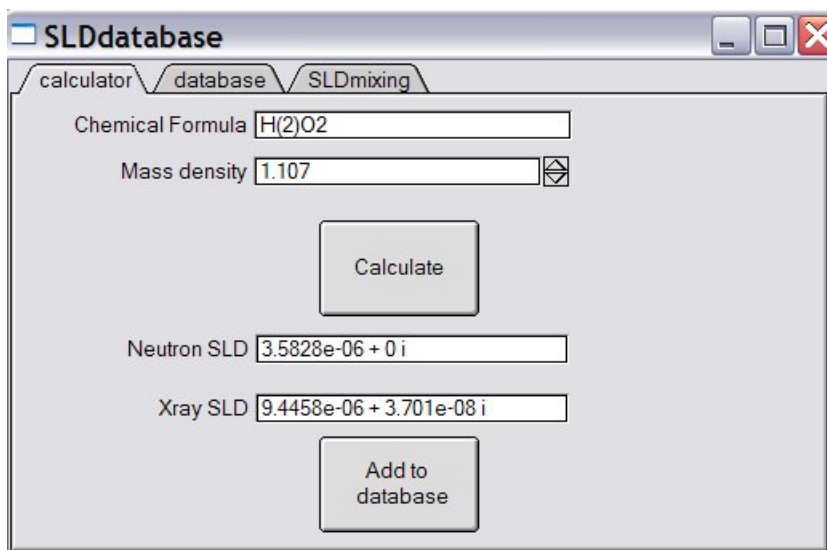 SLDdatabase
calculator database SLDmixing
Chemical Formula H(2)O2
Mass density 1.107
Calculate
Neutron SLD 3.5828e-06 + 0 i
Xray SLD 9.4458e-06 + 3.701e-08 i
Add to
database